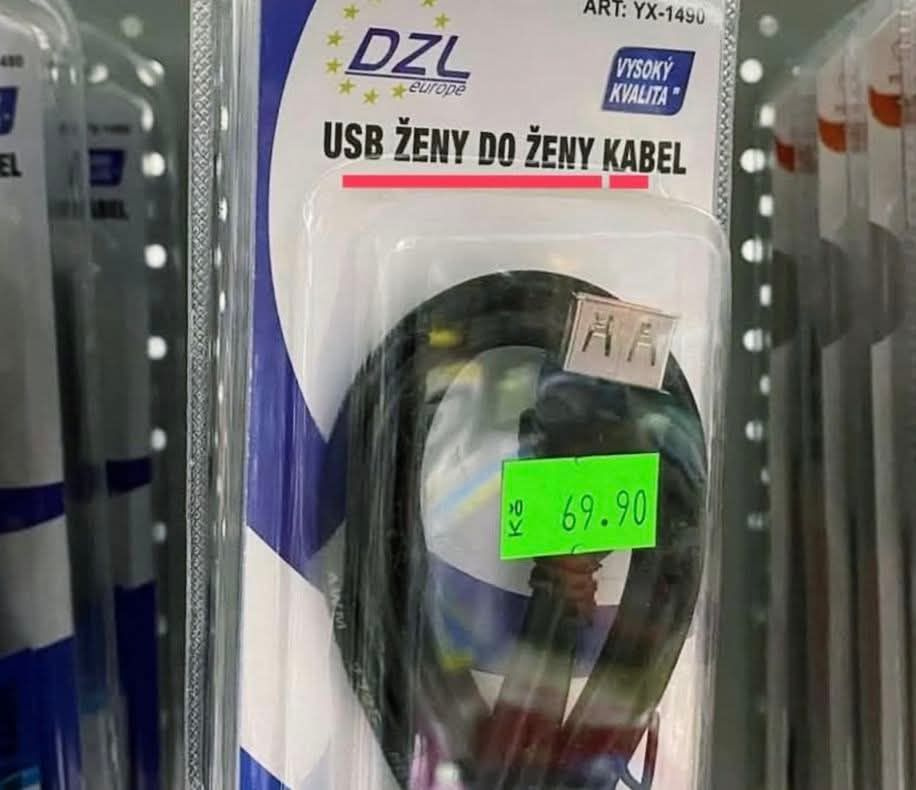 ART: YX-1490
DZL
europe
VYSOKÝ
KVALITA
USB ŽENY DO ŽENY KABEL
Kč 69.90